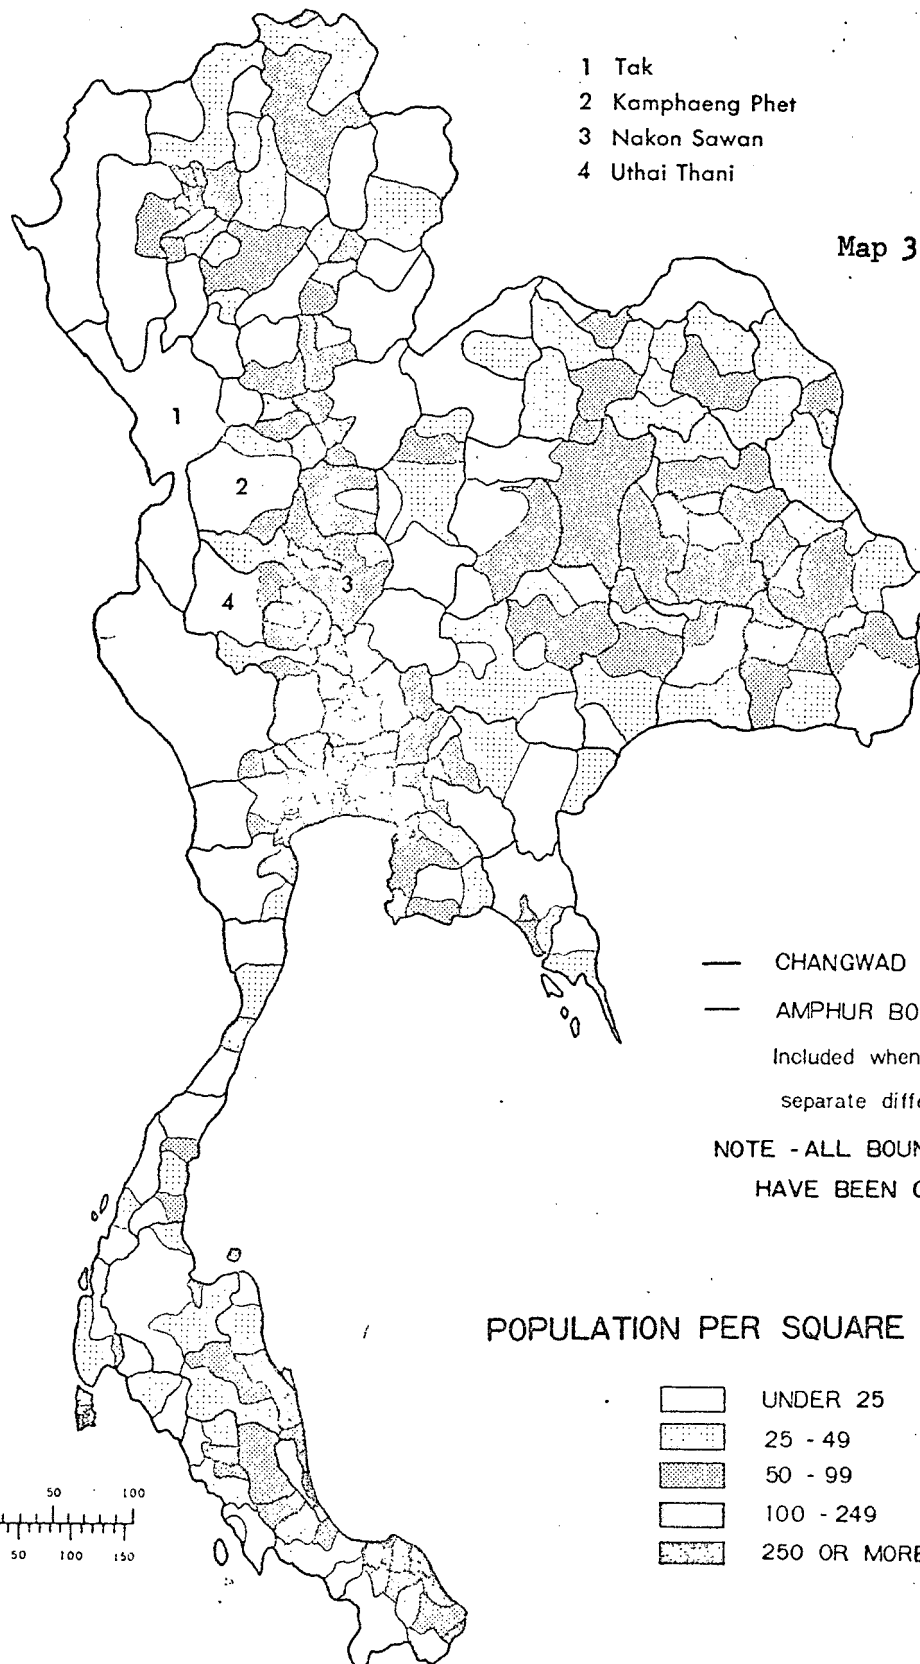 1 Tak
2 Kamphaeng Phet
3 Nakon Sawan
4 Uthai Thani
Map 3
1
2
3
4
CHANGWAD
AMPHUR BO
Included when
separate diffe
NOTE - ALL BOUN
HAVE BEEN C
POPULATION PER SQUARE
UNDER 25
25 - 49
50 - 99
100 - 249
250 OR MORE
50 100
50 100 150